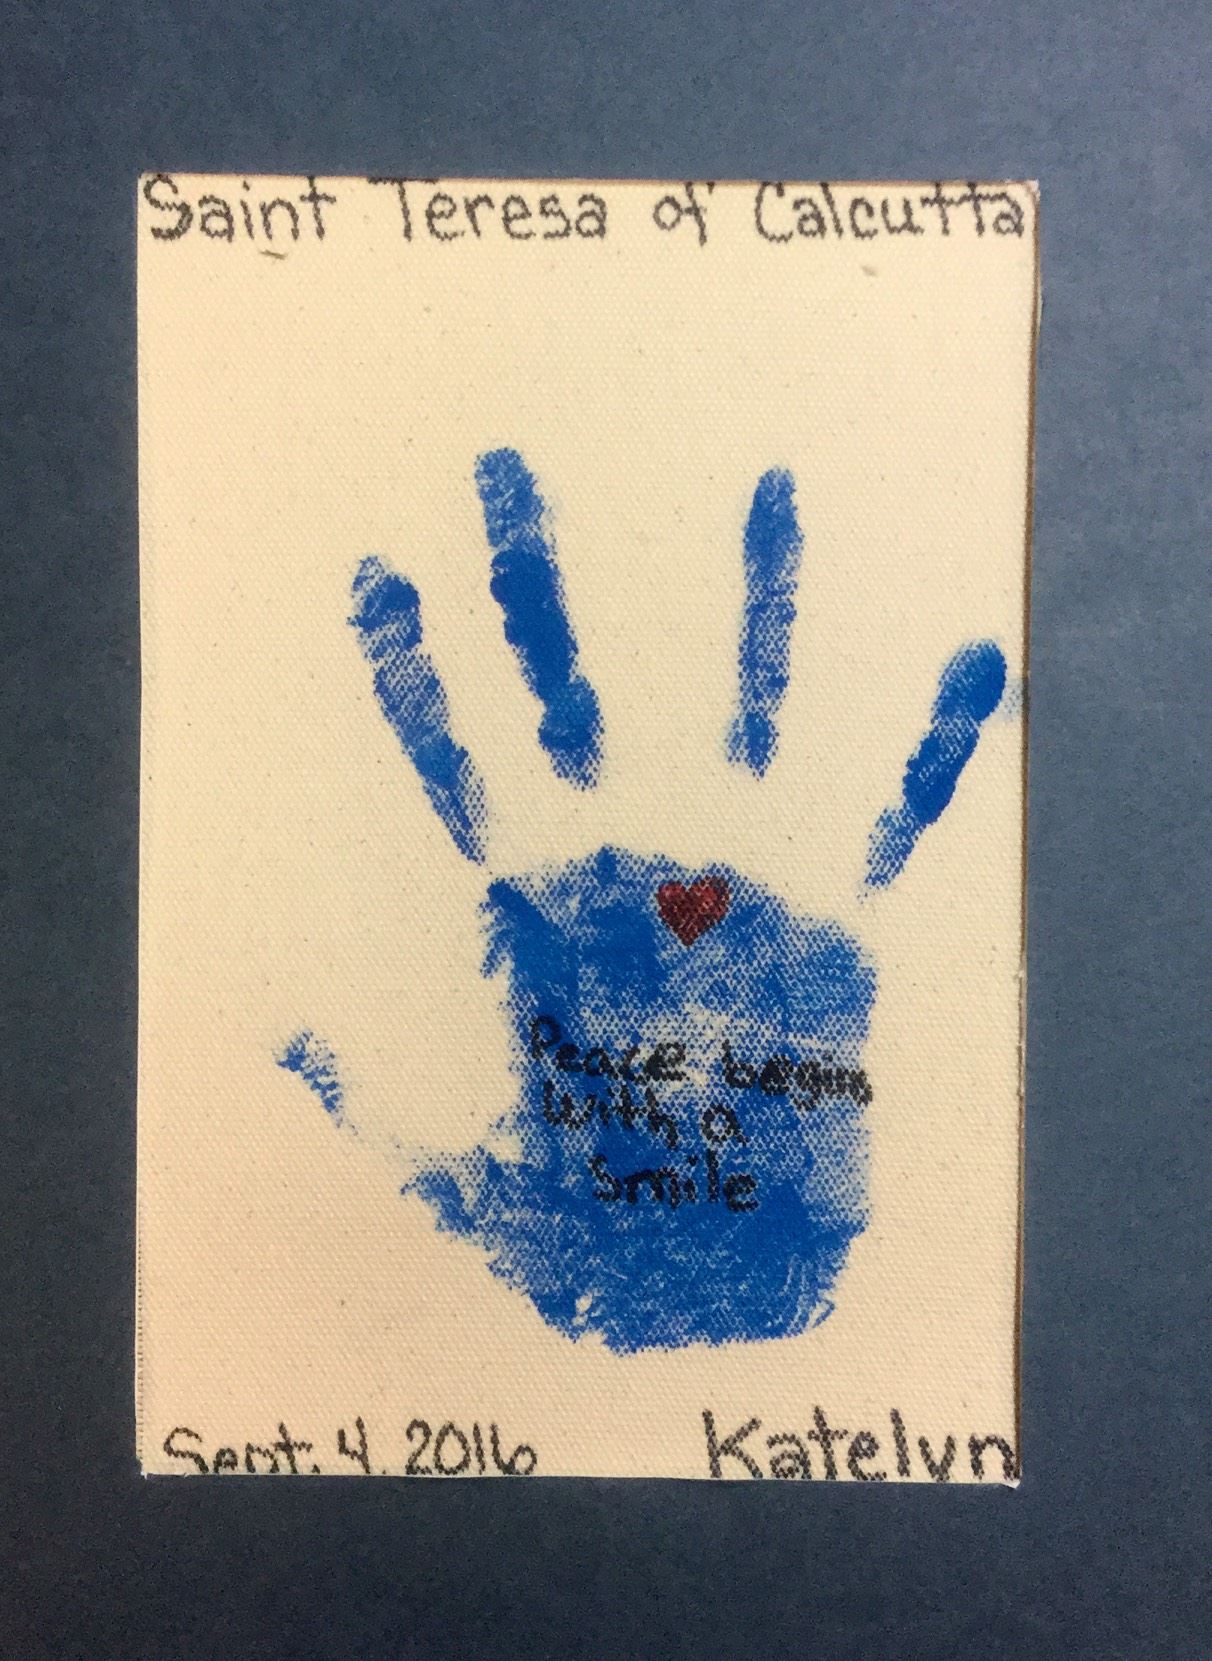 Saint Teresa of Calcutta
Peace begins
with a
Smile
Sept. 4, 2016
Katelyn